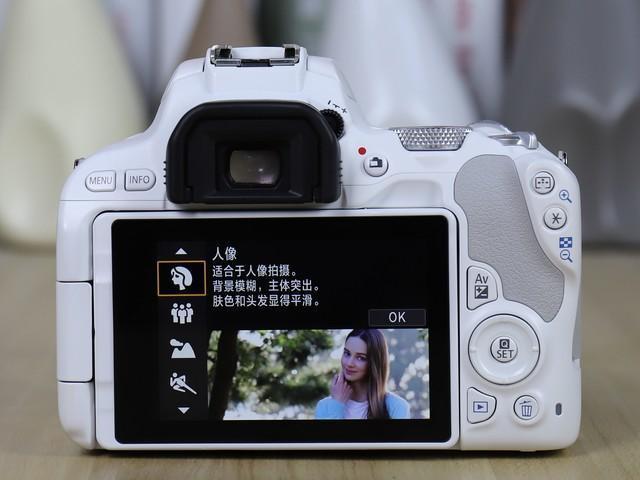 MENU
INFO
人像
适合于人像拍摄。
背景模糊，主体突出。
肤色和头发显得平滑。
OK
Av
Q
SET